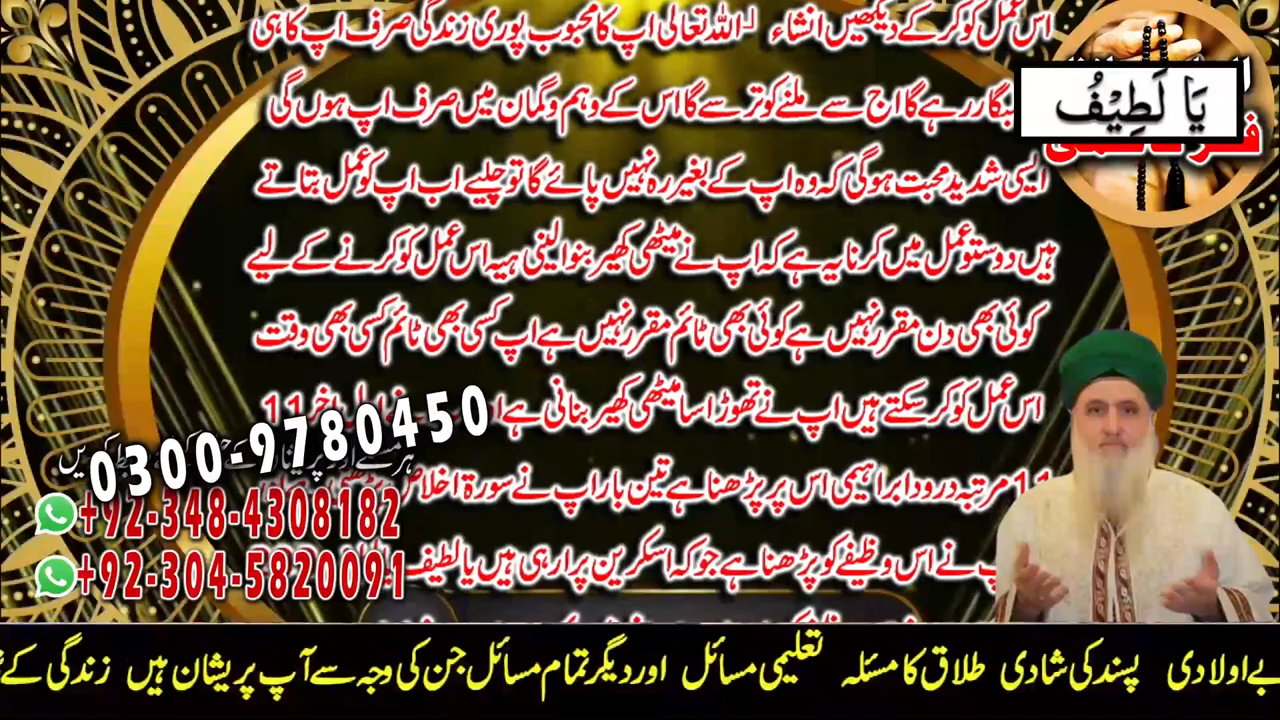 اس عمل کو کر کے دیکھیں انشاء اللہ تعالی اپ کا محبوب پوری زندگی صرف اپ کا ہی
رہے گا اج سے ملنے کو ترسے گا اس کے وہم و گمان میں صرف اپ ہوں گی
یَا لَطِیْفُ
ایسی شدید محبت ہوگی کہ وہ اپ کے بغیر رہ نہیں پائے گا تو چلیے اب اپ کو عمل بتاتے
ہیں دوستو عمل میں کرنا یہ ہے کہ اپ نے میٹھی کھیر بنوا لینی ہیہ اس عمل کو کرنے کے لیے
کوئی بھی دن مقرر نہیں ہے کوئی بھی ٹائم مقرر نہیں ہے اپ کسی بھی ٹائم کسی بھی وقت
اس عمل کو کر سکتے ہیں اپ نے تھوڑا سا میٹھی کھیر بنانی ہے 11
0300-9780450
11 مرتبہ درود ابراہیمی اس پر پڑھنا ہے تین بار اپ نے سورۃ اخلاص
+92-348-4308182
نے اس وظیفے کو پڑھنا ہے جو کہ اسکرین پر ارہی ہیں یا لطیف
+92-304-5820091
بے اولادی پسند کی شادی طلاق کا مسئلہ تعلیمی مسائل اور دیگر تمام مسائل جن کی وجہ سے آپ پریشان ہیں زندگی کے